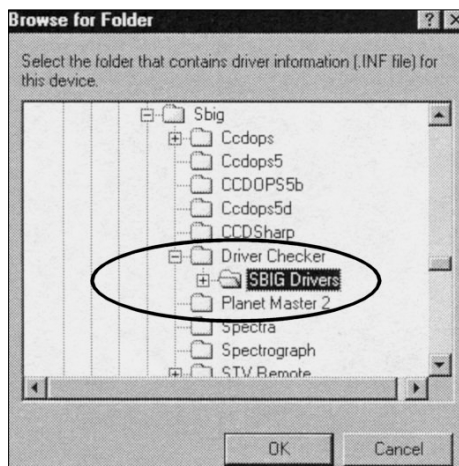 Browse for Folder
Select the folder that contains driver information (.INF file) for
this device.
Sbig
Ccdops
Ccdops5
CCDOPS5b
Ccdops5d
CCDSharp
Driver Checker
SBIG Drivers
Planet Master 2
Spectra
Spectrograph
STV Remote
OK
Cancel